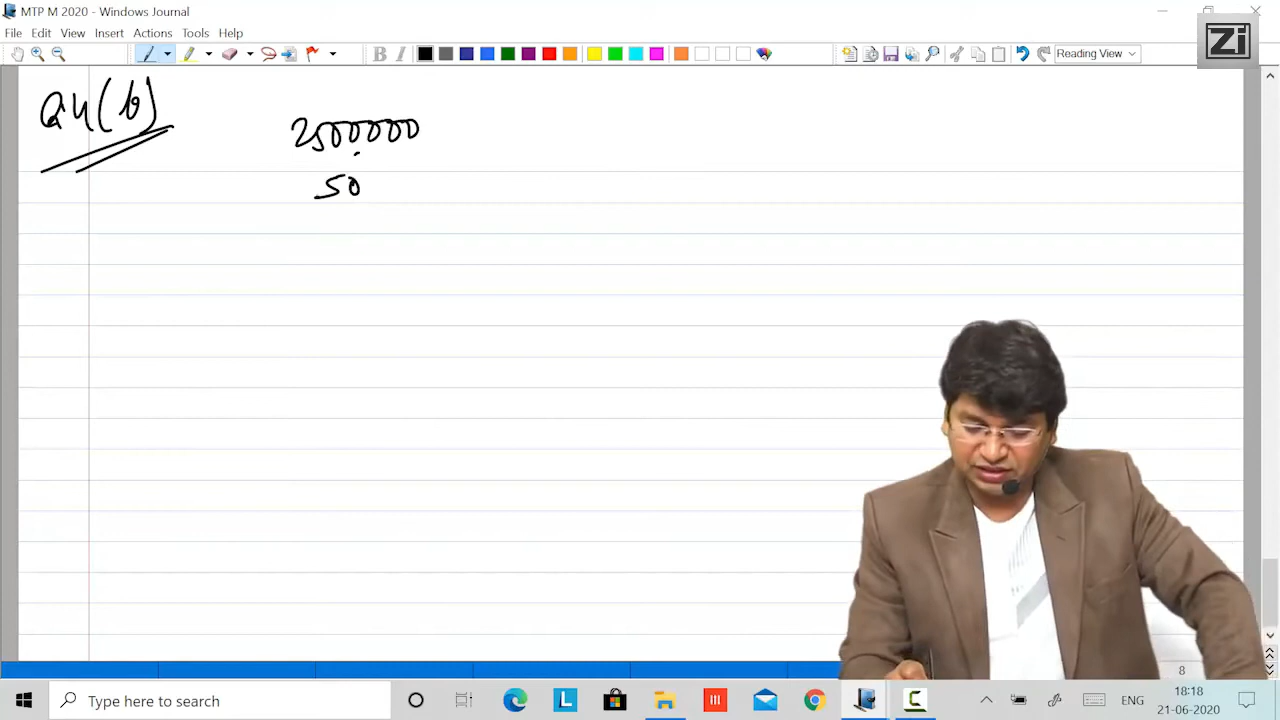 MTP M 2020 - Windows Journal
File Edit View Insert Actions Tools Help
B I Reading View
Zi
Q4(b)
2500000
50
8
Type here to search
L
C
ENG
18:18
21-06-2020